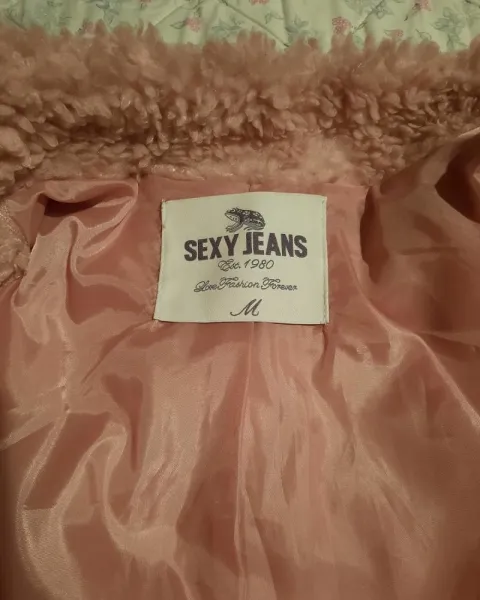 SEXY JEANS
Est. 1980
Love Fashion Forever
M